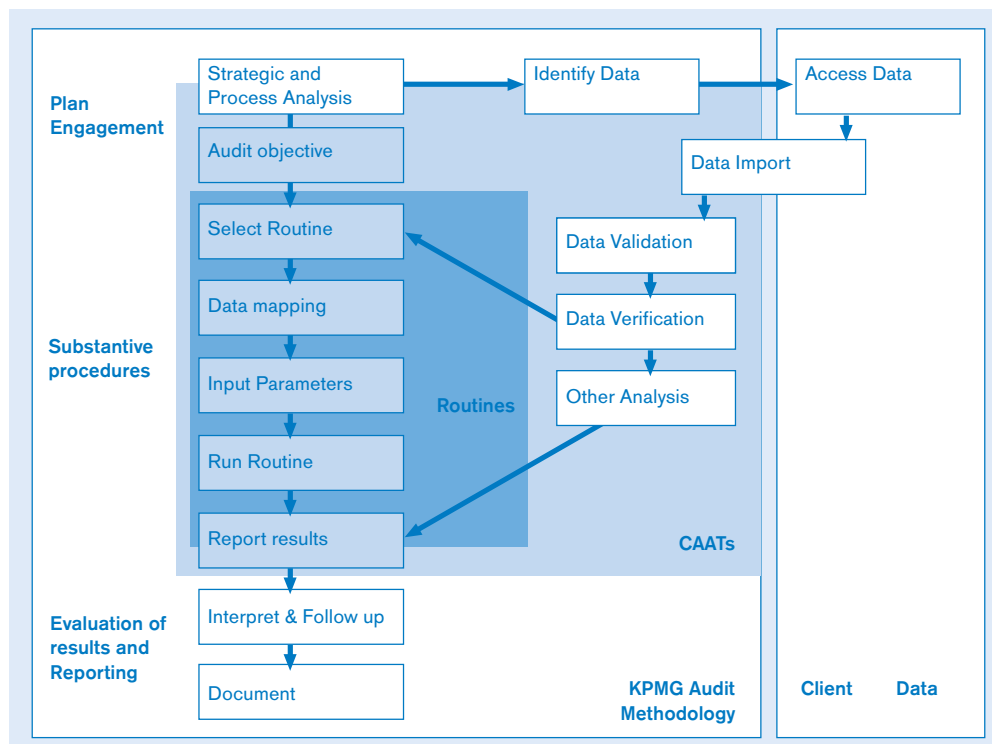 Strategic and
Process Analysis
Identify Data
Access Data
Plan
Engagement
Audit objective
Data Import
Select Routine
Data Validation
Data mapping
Data Verification
Substantive
procedures
Input Parameters
Routines
Other Analysis
Run Routine
Report results
CAATs
Interpret & Follow up
Evaluation of
results and
Reporting
Document
KPMG Audit
Methodology
Client Data